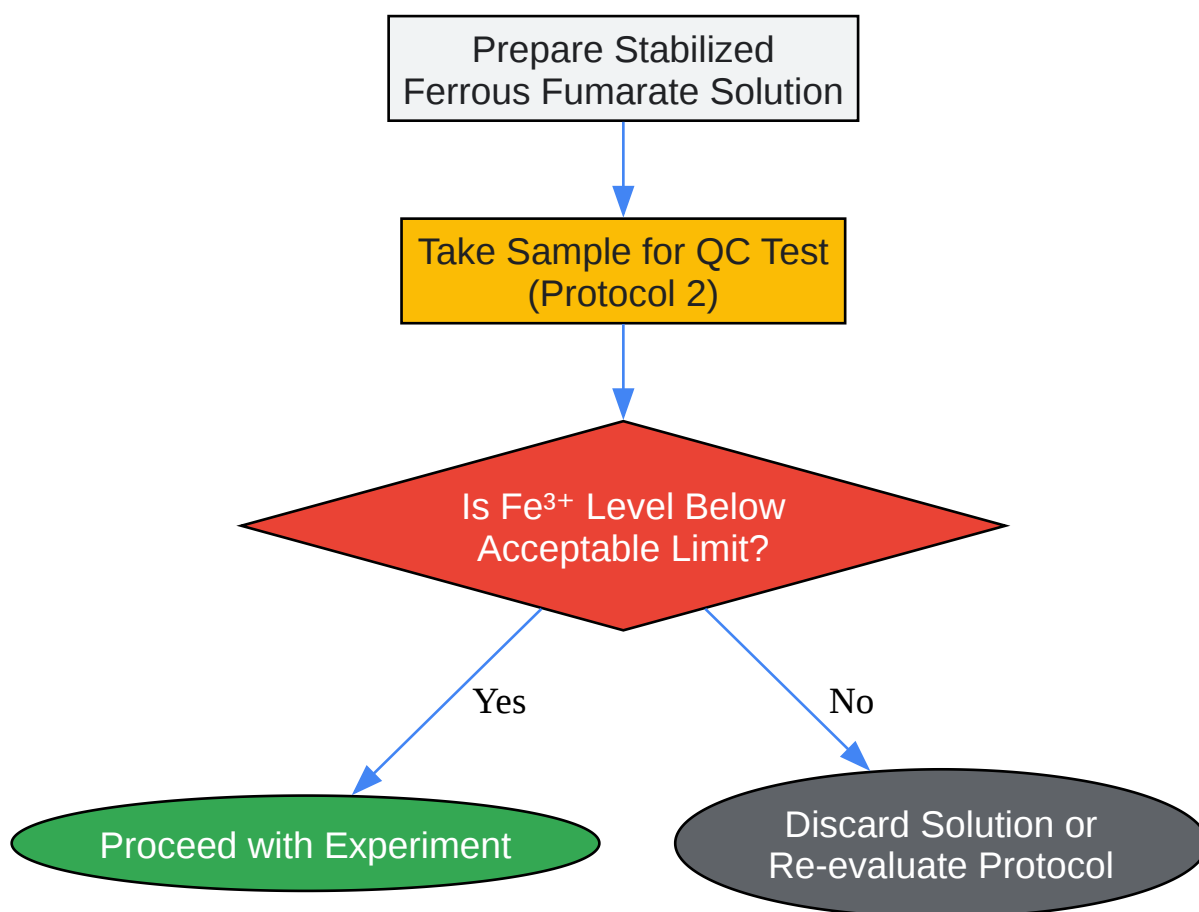 Prepare Stabilized
Ferrous Fumarate Solution
Take Sample for QC Test
(Protocol 2)
Is Fe³⁺ Level Below
Acceptable Limit?
Yes
No
Proceed with Experiment
Discard Solution or
Re-evaluate Protocol